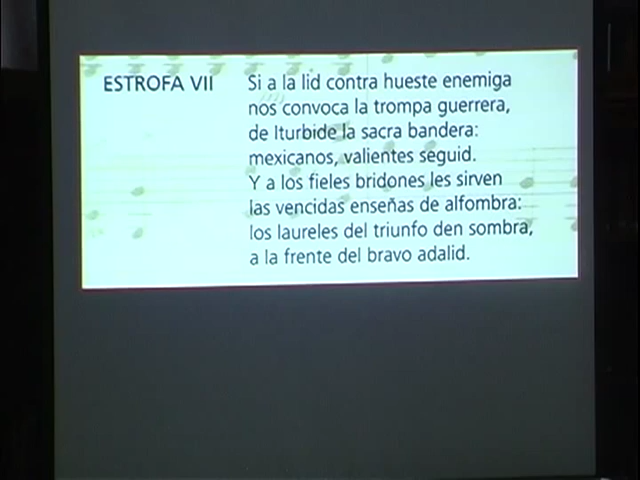 ESTROFA VII
Si a la lid contra hueste enemiga
nos convoca la trompa guerrera,
de Iturbide la sacra bandera:
mexicanos, valientes seguid.
Y a los fieles bridones les sirven
las vencidas enseñas de alfombra:
los laureles del triunfo den sombra,
a la frente del bravo adalid.